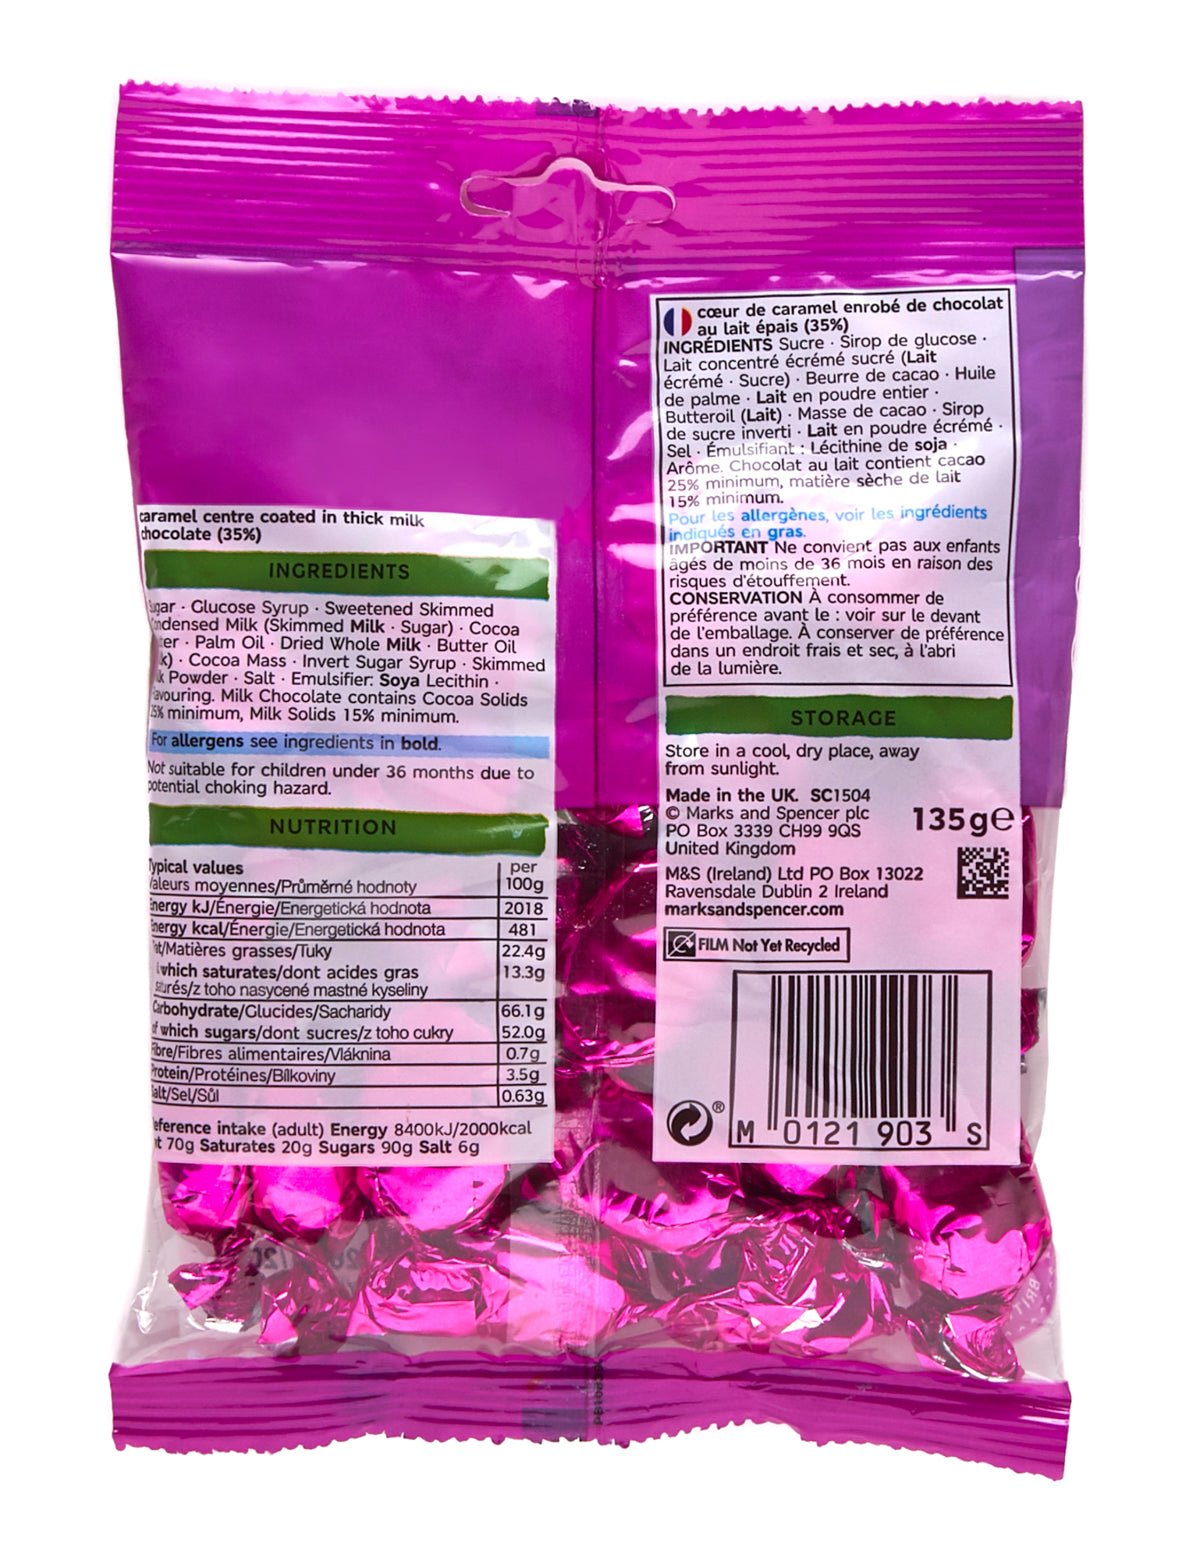 cœur de caramel enrobé de chocolat
au lait épais (35%)
INGRÉDIENTS Sucre · Sirop de glucose ·
Lait concentré écrémé sucré (Lait
écrémé · Sucre) · Beurre de cacao · Huile
de palme · Lait en poudre entier ·
Butteroil (Lait) · Masse de cacao · Sirop
de sucre inverti · Lait en poudre écrémé ·
Sel · Émulsifiant : Lécithine de soja ·
Arôme. Chocolat au lait contient cacao
25% minimum, matière sèche de lait
15% minimum.
Pour les allergènes, voir les ingrédients
indiqués en gras.
IMPORTANT Ne convient pas aux enfants
âgés de moins de 36 mois en raison des
risques d'étouffement.
CONSERVATION À consommer de
préférence avant le : voir sur le devant
de l'emballage. À conserver de préférence
dans un endroit frais et sec, à l'abri
de la lumière.
caramel centre coated in thick milk
chocolate (35%)
INGREDIENTS
· Glucose Syrup · Sweetened Skimmed
Milk (Skimmed Milk · Sugar) · Cocoa
· Palm Oil · Dried Whole Milk · Butter Oil
· Cocoa Mass · Invert Sugar Syrup · Skimmed
Powder · Salt · Emulsifier: Soya Lecithin ·
Flavouring. Milk Chocolate contains Cocoa Solids
25% minimum, Milk Solids 15% minimum.
For allergens see ingredients in bold.
Not suitable for children under 36 months due to
potential choking hazard.
NUTRITION
Typical values per
Valeurs moyennes/Průměrné hodnoty 100g
Energy kJ/Énergie/Energetická hodnota 2018
Energy kcal/Énergie/Energetická hodnota 481
Fat/Matières grasses/Tuky 22.4g
which saturates/dont acides gras 13.3g
saturés/z toho nasycené mastné kyseliny
Carbohydrate/Glucides/Sacharidy 66.1g
of which sugars/dont sucres/z toho cukry 52.0g
Fibre/Fibres alimentaires/Vláknina 0.7g
Protein/Protéines/Bílkoviny 3.5g
Salt/Sel/Sůl 0.63g
Reference intake (adult) Energy 8400kJ/2000kcal
70g Saturates 20g Sugars 90g Salt 6g
STORAGE
Store in a cool, dry place, away
from sunlight.
Made in the UK. SC1504
© Marks and Spencer plc
PO Box 3339 CH99 9QS
United Kingdom
135g℮
M&S (Ireland) Ltd PO Box 13022
Ravensdale Dublin 2 Ireland
marksandspencer.com
FILM Not Yet Recycled
®
M 0121 903 S